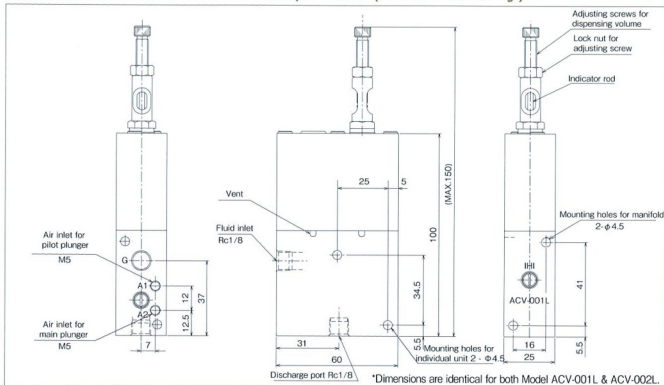 Adjusting screws for
dispensing volume
Lock nut for
adjusting screw
Indicator rod
(MAX.150)
25
5
Vent
100
Mounting holes for manifold
2-φ4.5
Air inlet for
pilot plunger
M5
Fluid inlet
Rc1/8
G
A1
A2
12
37
12.5
7
Air inlet for
main plunger
M5
34.5
5.5
31
60
Mounting holes for
individual unit 2 - Φ4.5
Discharge port Rc1/8
IHI
ACV-001L
41
16
25
5.5
*Dimensions are identical for both Model ACV-001L & ACV-002L.